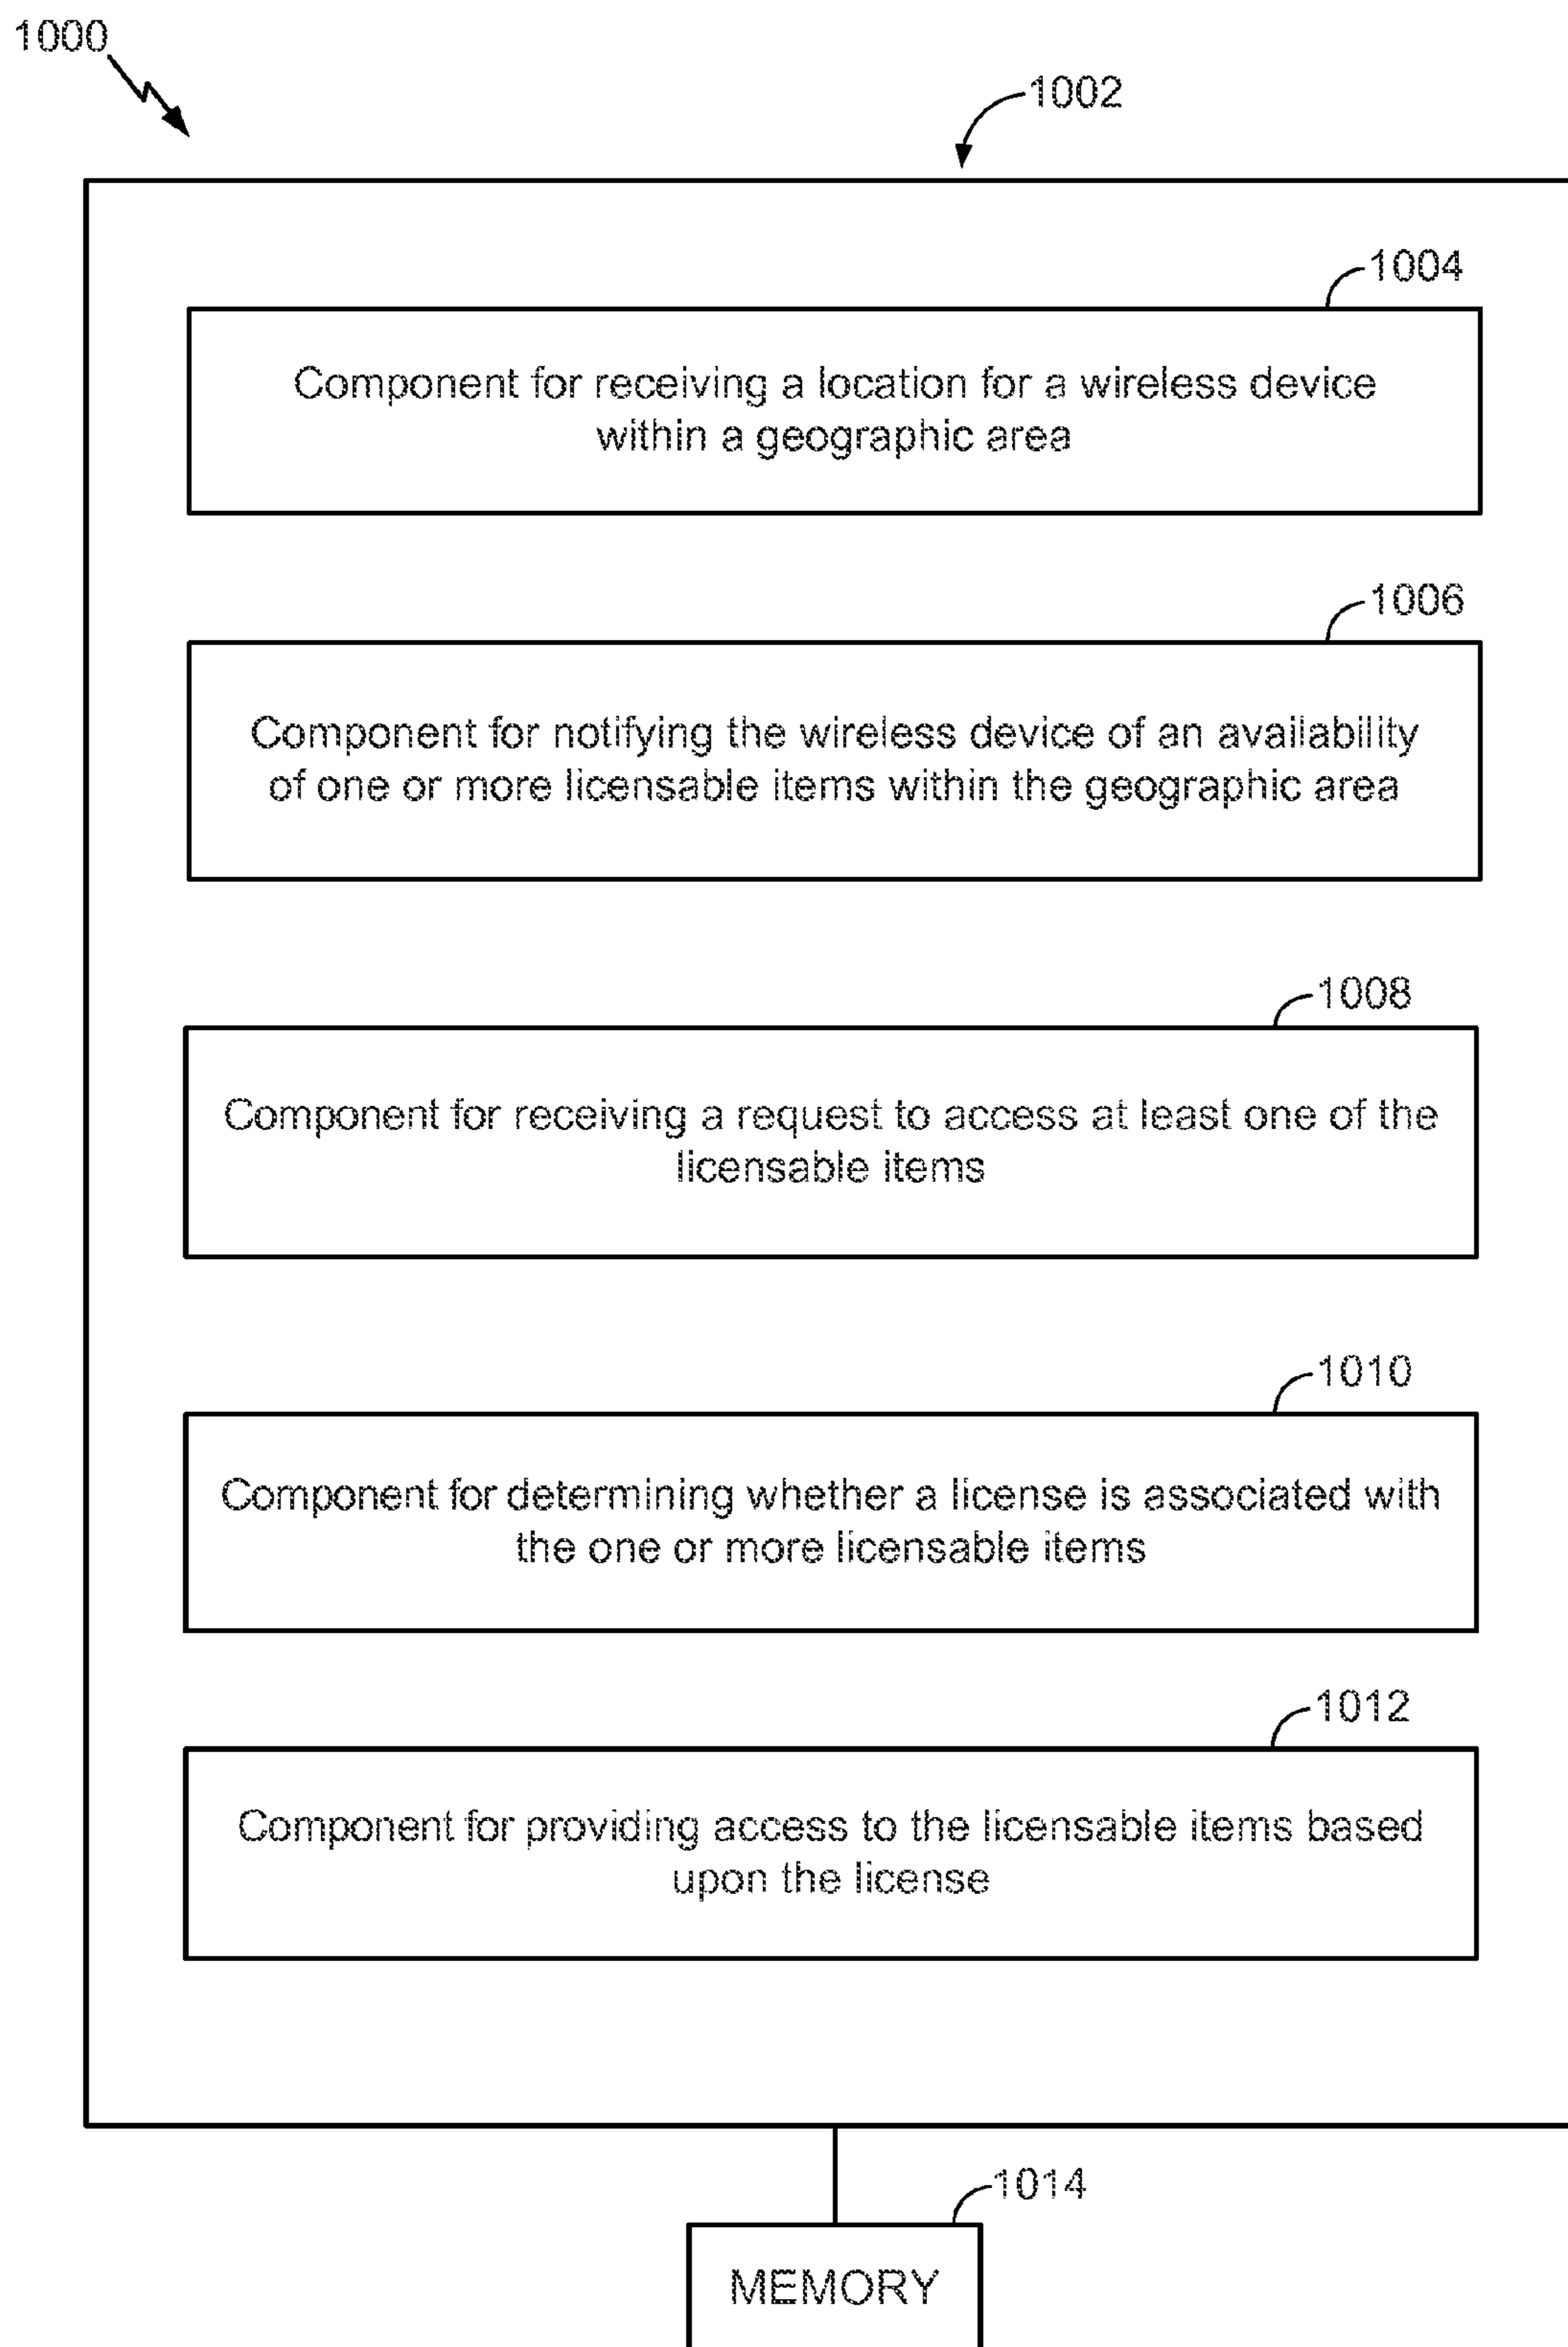 1000
1002
1004
Component for receiving a location for a wireless device
within a geographic area
1006
Component for notifying the wireless device of an availability
of one or more licensable items within the geographic area
1008
Component for receiving a request to access at least one of the
licensable items
1010
Component for determining whether a license is associated with
the one or more licensable items
1012
Component for providing access to the licensable items based
upon the license
1014
MEMORY